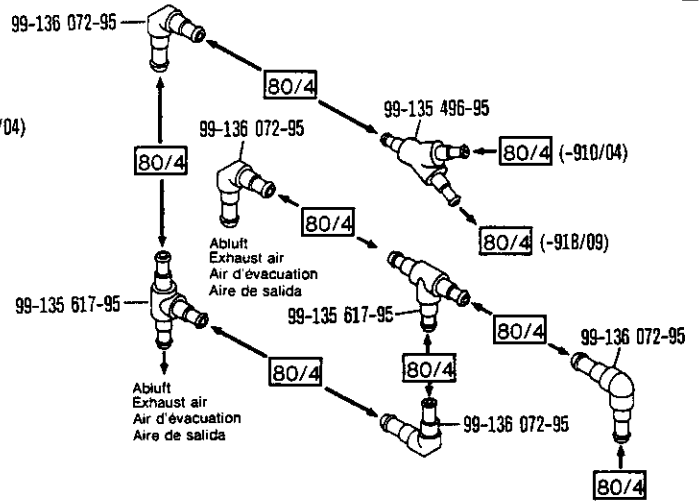 99-136 072-95
80/4
99-135 496-95
/04)
99-136 072-95
80/4 (-910/04)
80/4
80/4
80/4 (-918/09)
Abluft
Exhaust air
Air d'évacuation
Aire de salida
99-135 617-95
99-135 617-95
80/4
99-136 072-95
80/4
80/4
Abluft
Exhaust air
Air d'évacuation
Aire de salida
99-136 072-95
80/4